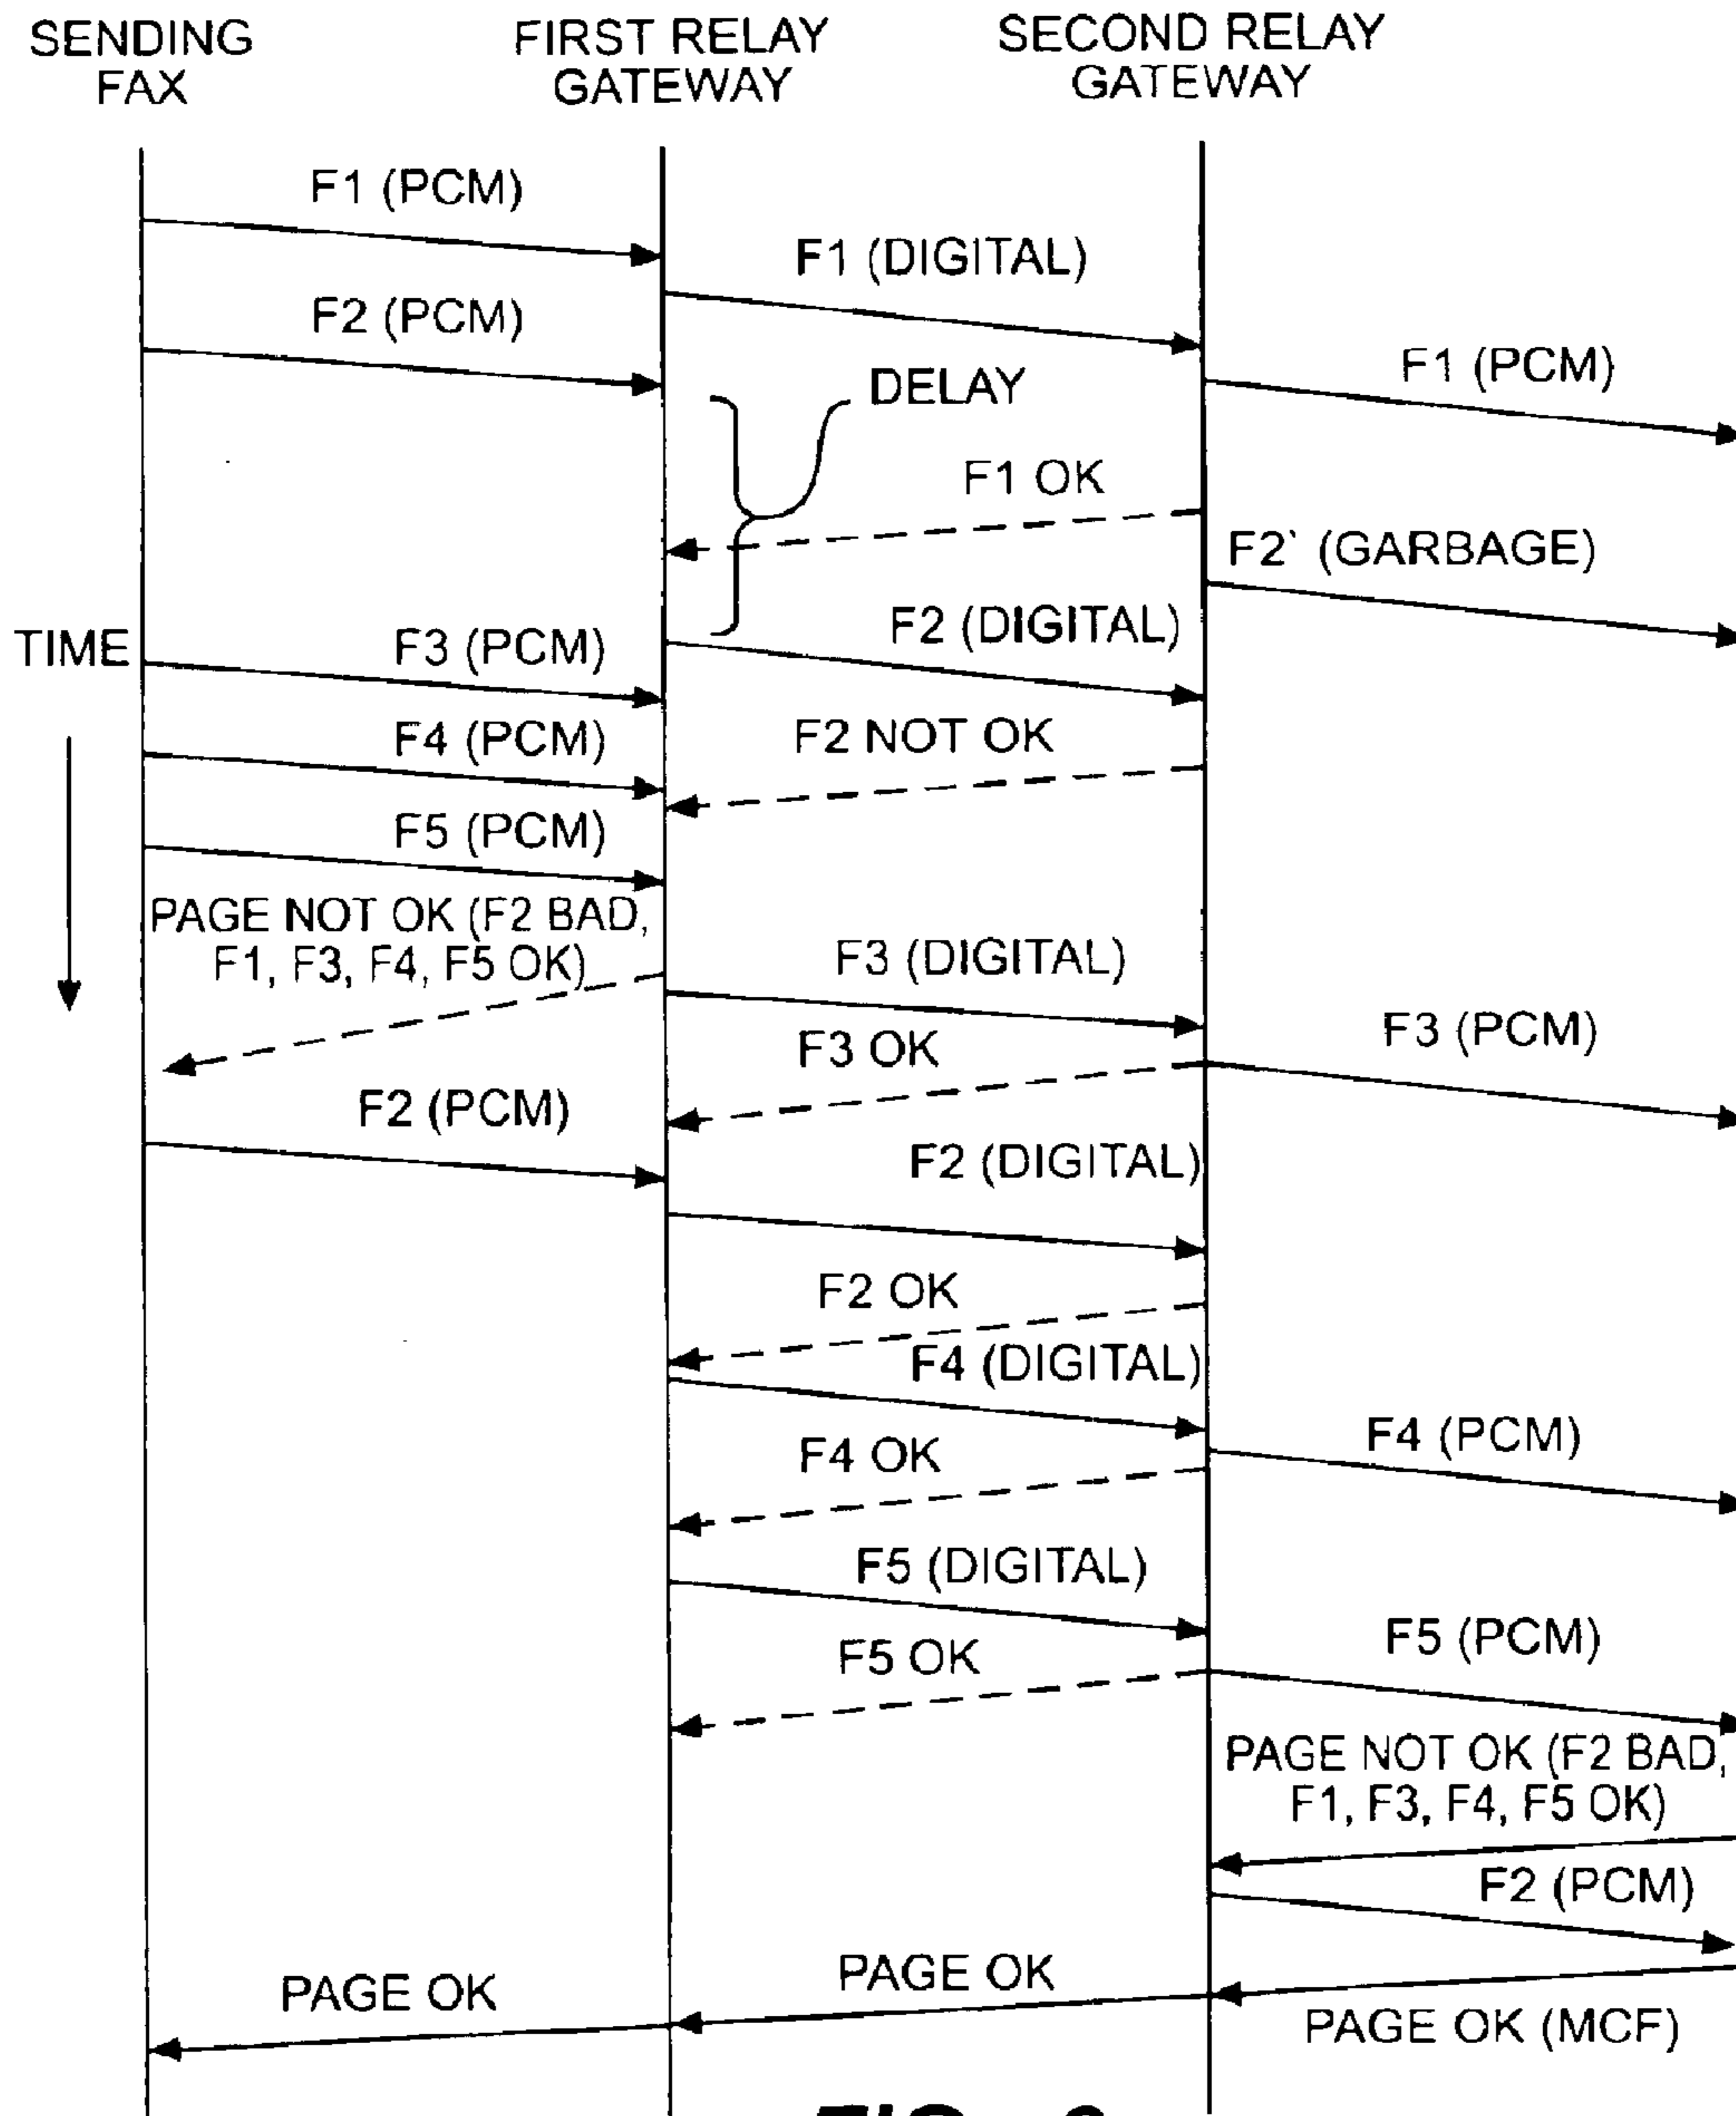 SENDING
FAX
FIRST RELAY
GATEWAY
SECOND RELAY
GATEWAY
F1 (PCM)
F1 (DIGITAL)
F2 (PCM)
F1 (PCM)
DELAY
F1 OK
F2` (GARBAGE)
F2 (DIGITAL)
TIME
F3 (PCM)
F4 (PCM)
F2 NOT OK
F5 (PCM)
PAGE NOT OK (F2 BAD,
F1, F3, F4, F5 OK)
F3 (DIGITAL)
F3 (PCM)
F3 OK
F2 (PCM)
F2 (DIGITAL)
F2 OK
F4 (DIGITAL)
F4 (PCM)
F4 OK
F5 (DIGITAL)
F5 (PCM)
F5 OK
PAGE NOT OK (F2 BAD,
F1, F3, F4, F5 OK)
F2 (PCM)
PAGE OK
PAGE OK
PAGE OK (MCF)